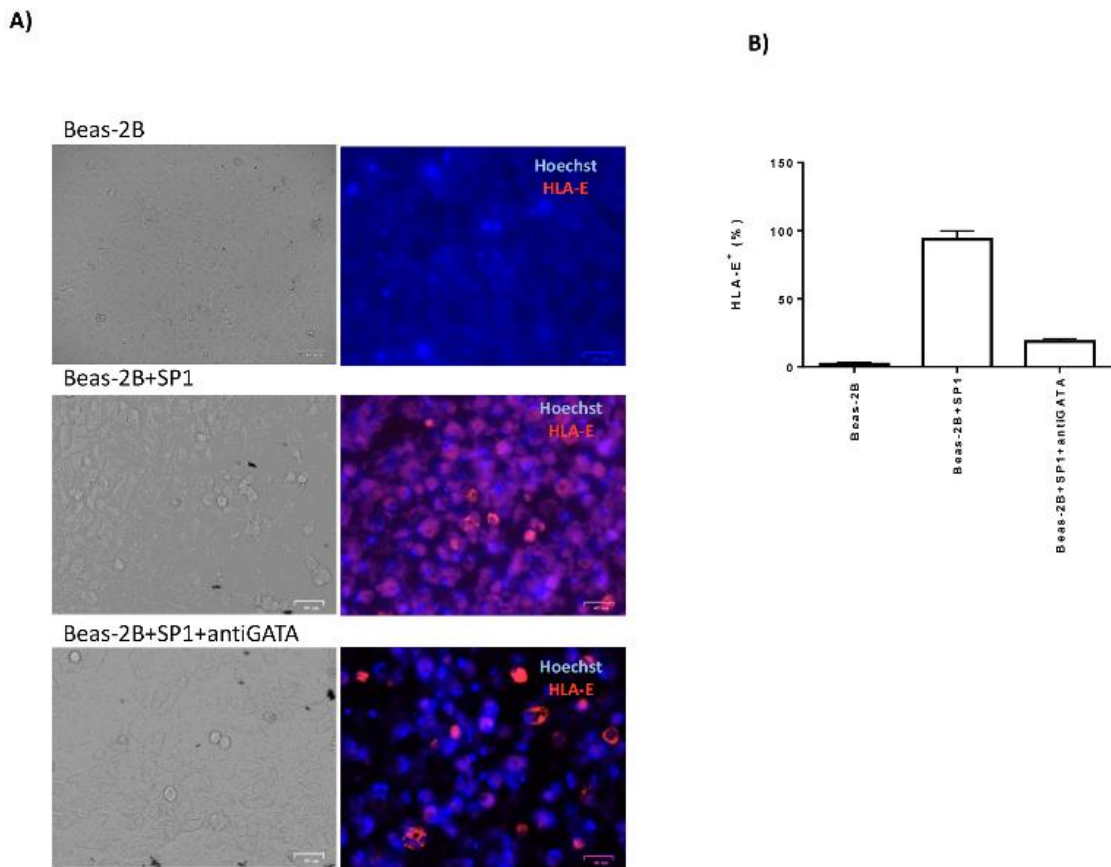 A)
B)
Beas-2B
Hoechst
HLA-E
Beas-2B+SP1
Hoechst
HLA-E
Beas-2B+SP1+antiGATA
Hoechst
HLA-E
150
100
50
0
HLA-E⁺ (%)
Beas-2B
Beas-2B+SP1
Beas-2B+SP1+antiGATA